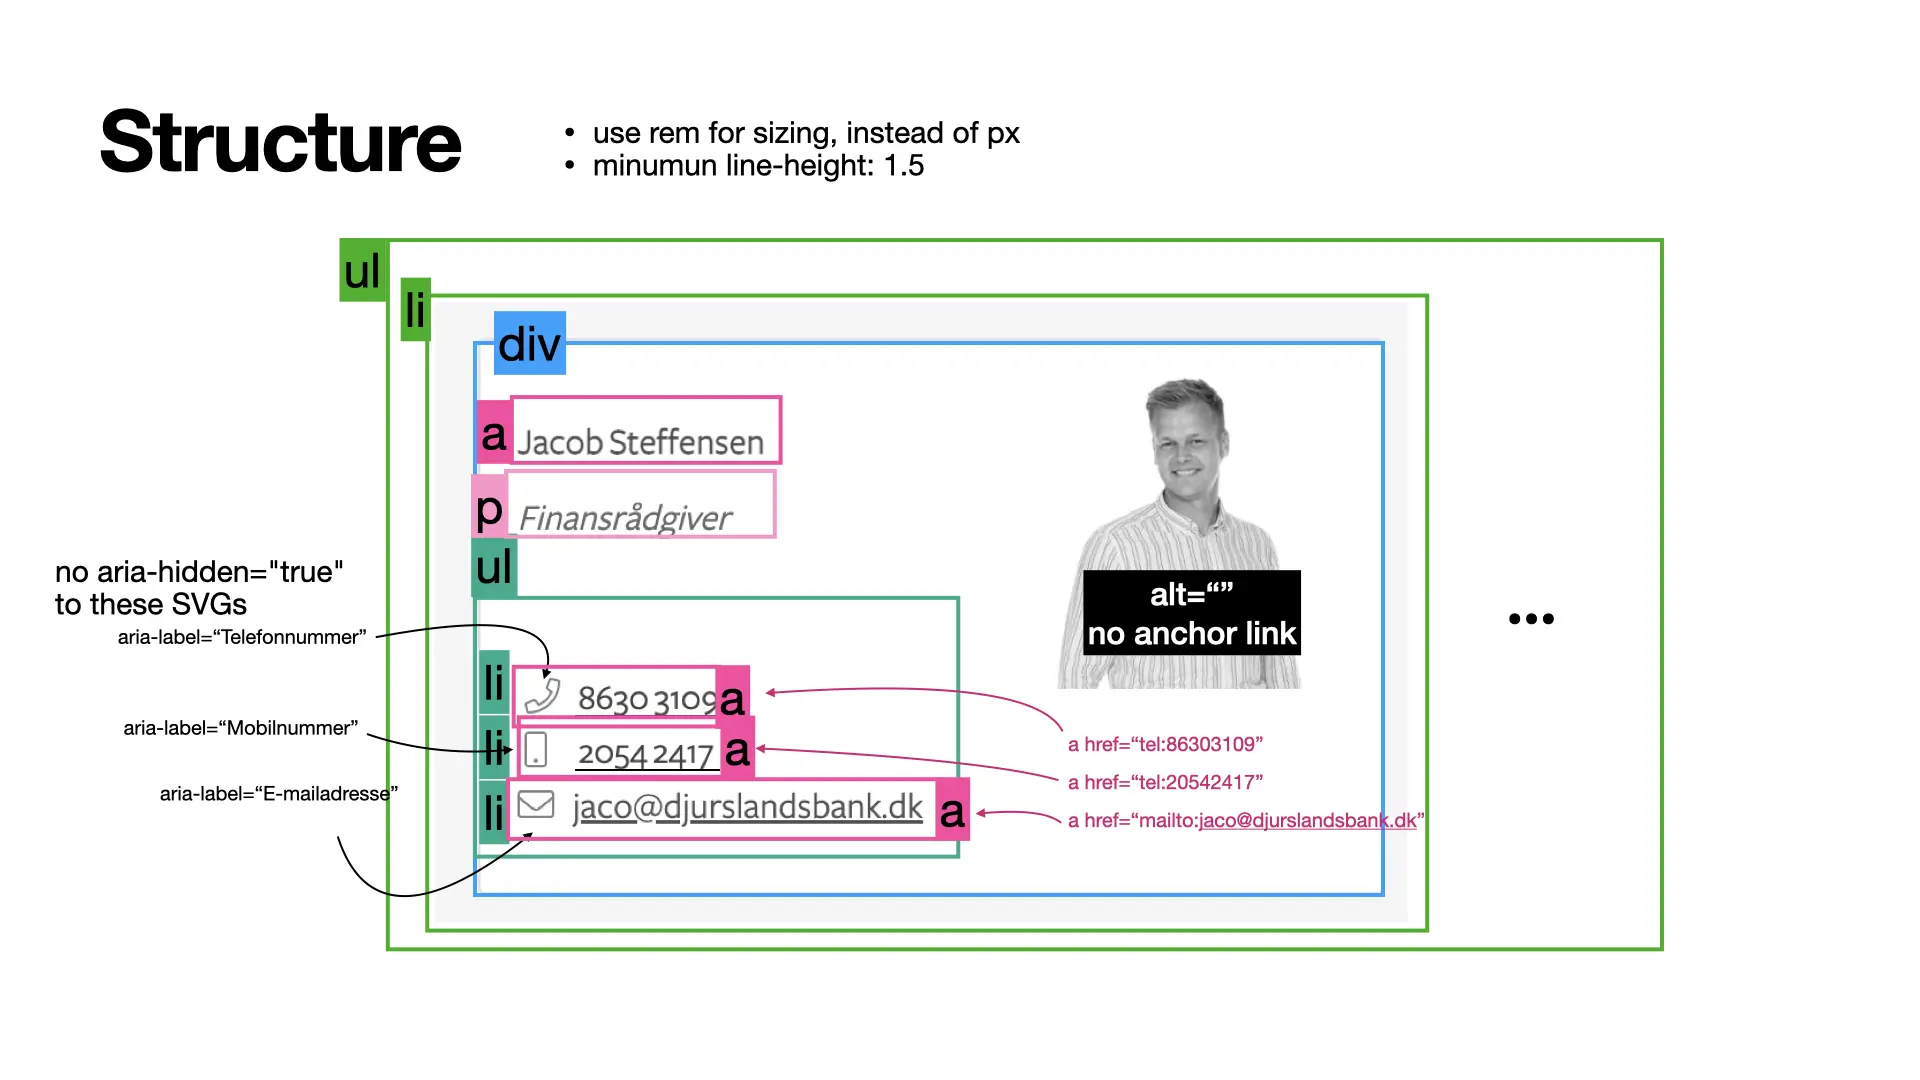 Structure
• use rem for sizing, instead of px
• minumun line-height: 1.5
ul
li
div
a Jacob Steffensen
p Finansrådgiver
ul
no aria-hidden="true"
to these SVGs
aria-label=“Telefonnummer”
li 8630 3109 a
aria-label=“Mobilnummer”
li 2054 2417 a
aria-label=“E-mailadresse”
li jaco@djurslandsbank.dk a
alt=“”
no anchor link
a href=“tel:86303109”
a href=“tel:20542417”
a href=“mailto:jaco@djurslandsbank.dk”
...